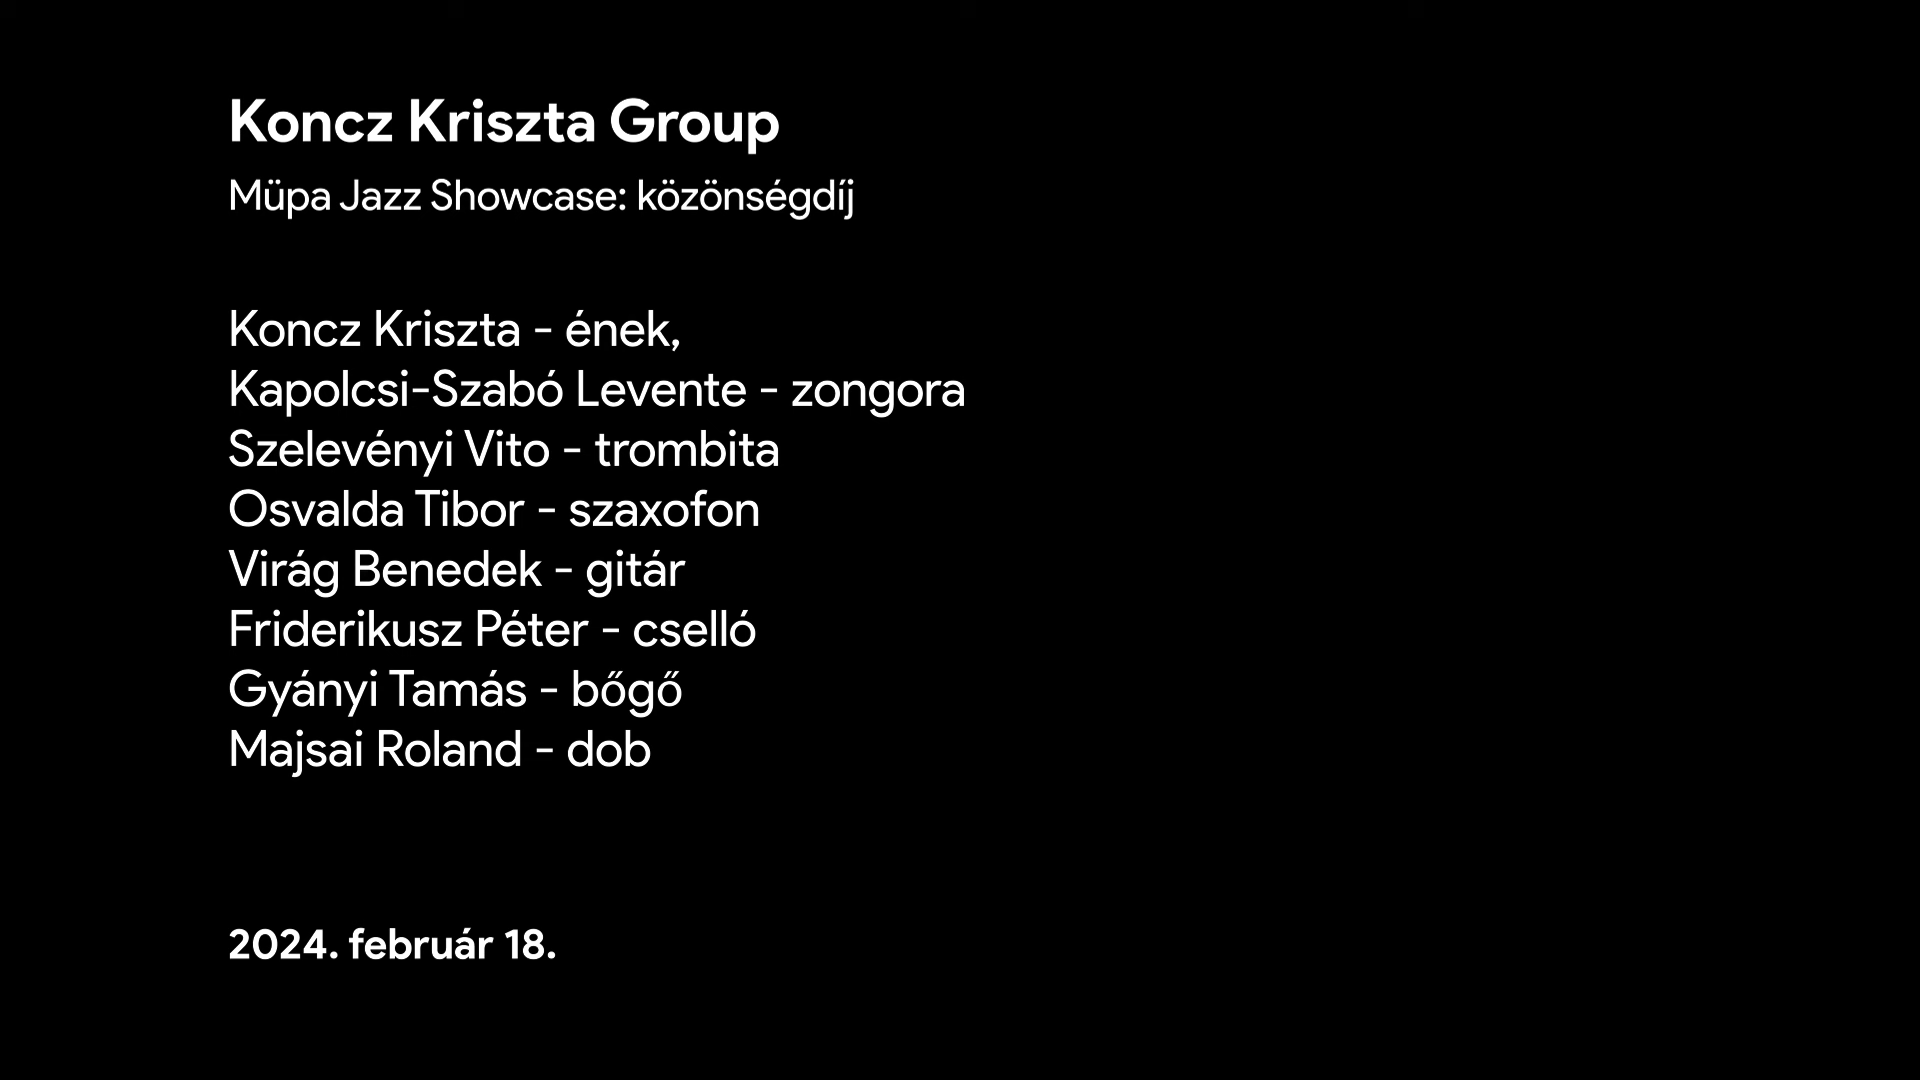 Koncz Kriszta Group
Müpa Jazz Showcase: közönségdíj
Koncz Kriszta - ének,
Kapolcsi-Szabó Levente - zongora
Szelevényi Vito - trombita
Osvalda Tibor - szaxofon
Virág Benedek - gitár
Friderikusz Péter - cselló
Gyányi Tamás - bőgő
Majsai Roland - dob
2024. február 18.